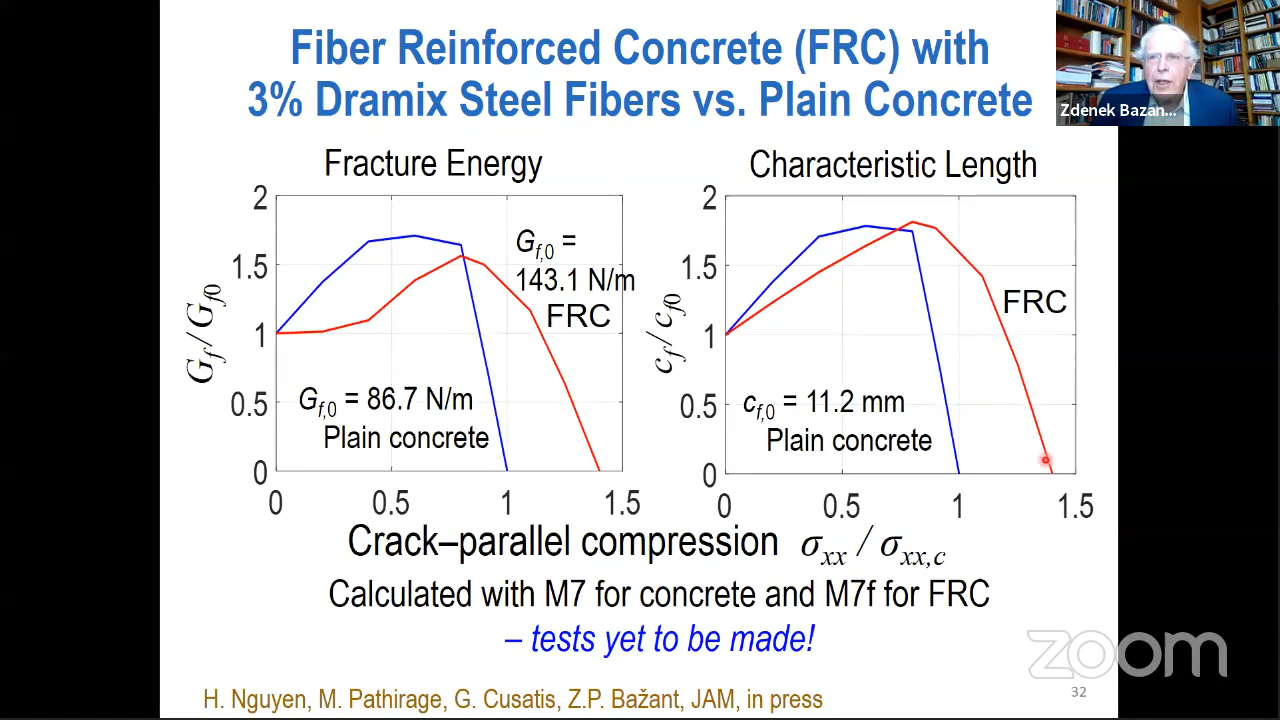 Fiber Reinforced Concrete (FRC) with
3% Dramix Steel Fibers vs. Plain Concrete
Zdenek Bazan...
Fracture Energy
2
1.5
1
0.5
0
0 0.5 1 1.5
G_f / G_f0
G_f,0 =
143.1 N/m
FRC
G_f,0 = 86.7 N/m
Plain concrete
Characteristic Length
2
1.5
1
0.5
0
0 0.5 1 1.5
c_f / c_f0
FRC
c_f,0 = 11.2 mm
Plain concrete
Crack–parallel compression σ_xx / σ_xx,c
Calculated with M7 for concrete and M7f for FRC
– tests yet to be made!
H. Nguyen, M. Pathirage, G. Cusatis, Z.P. Bažant, JAM, in press
32
zoom